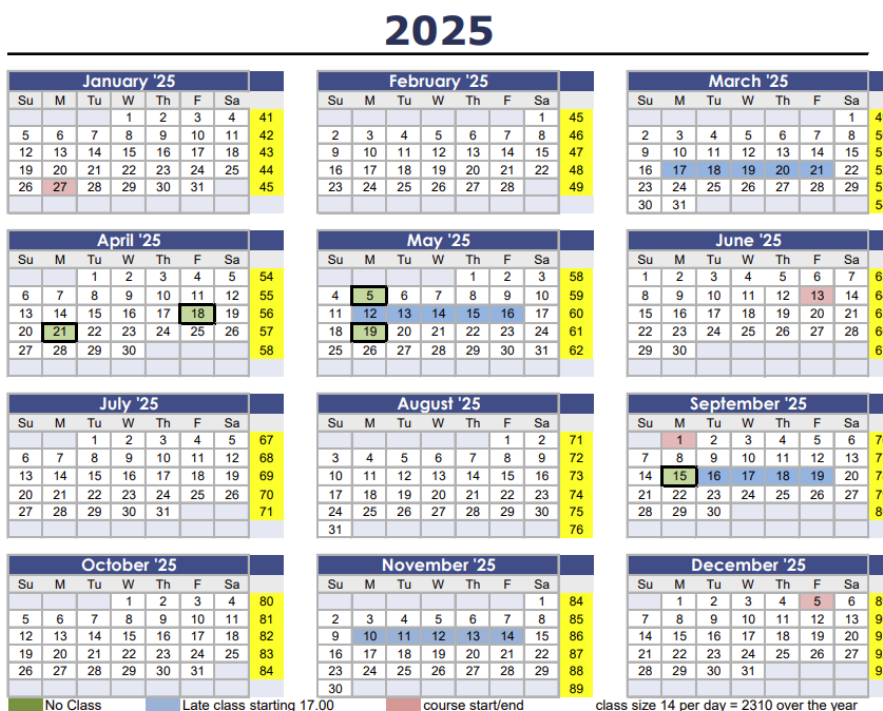 2025
January '25
Su M Tu W Th F Sa
1 2 3 4 41
5 6 7 8 9 10 11 42
12 13 14 15 16 17 18 43
19 20 21 22 23 24 25 44
26 27 28 29 30 31 45
February '25
Su M Tu W Th F Sa
1 45
2 3 4 5 6 7 8 46
9 10 11 12 13 14 15 47
16 17 18 19 20 21 22 48
23 24 25 26 27 28 49
March '25
Su M Tu W Th F Sa
1 4
2 3 4 5 6 7 8 5
9 10 11 12 13 14 15 5
16 17 18 19 20 21 22 5
23 24 25 26 27 28 29 5
30 31 5
April '25
Su M Tu W Th F Sa
1 2 3 4 5 54
6 7 8 9 10 11 12 55
13 14 15 16 17 18 19 56
20 21 22 23 24 25 26 57
27 28 29 30 58
May '25
Su M Tu W Th F Sa
1 2 3 58
4 5 6 7 8 9 10 59
11 12 13 14 15 16 17 60
18 19 20 21 22 23 24 61
25 26 27 28 29 30 31 62
June '25
Su M Tu W Th F Sa
1 2 3 4 5 6 7 6
8 9 10 11 12 13 14 6
15 16 17 18 19 20 21 6
22 23 24 25 26 27 28 6
29 30 6
July '25
Su M Tu W Th F Sa
1 2 3 4 5 67
6 7 8 9 10 11 12 68
13 14 15 16 17 18 19 69
20 21 22 23 24 25 26 70
27 28 29 30 31 71
August '25
Su M Tu W Th F Sa
1 2 71
3 4 5 6 7 8 9 72
10 11 12 13 14 15 16 73
17 18 19 20 21 22 23 74
24 25 26 27 28 29 30 75
31 76
September '25
Su M Tu W Th F Sa
1 2 3 4 5 6 7
7 8 9 10 11 12 13 7
14 15 16 17 18 19 20 7
21 22 23 24 25 26 27 7
28 29 30 8
October '25
Su M Tu W Th F Sa
1 2 3 4 80
5 6 7 8 9 10 11 81
12 13 14 15 16 17 18 82
19 20 21 22 23 24 25 83
26 27 28 29 30 31 84
November '25
Su M Tu W Th F Sa
1 84
2 3 4 5 6 7 8 85
9 10 11 12 13 14 15 86
16 17 18 19 20 21 22 87
23 24 25 26 27 28 29 88
30 89
December '25
Su M Tu W Th F Sa
1 2 3 4 5 6 8
7 8 9 10 11 12 13 9
14 15 16 17 18 19 20 9
21 22 23 24 25 26 27 9
28 29 30 31 9
No Class Late class starting 17.00 course start/end class size 14 per day = 2310 over the year